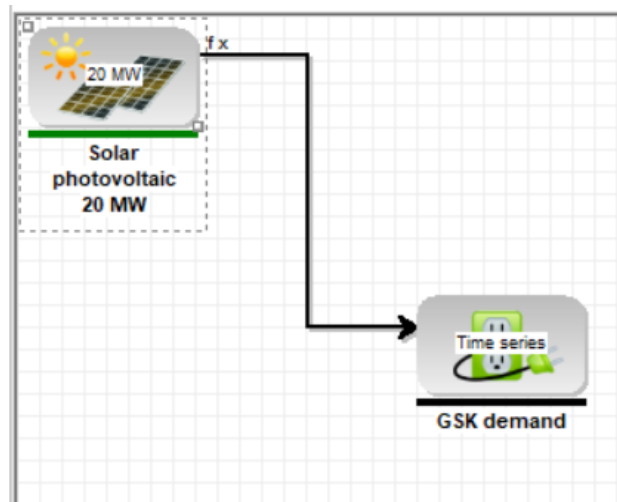 f x
20 MW
Solar
photovoltaic
20 MW
Time series
GSK demand